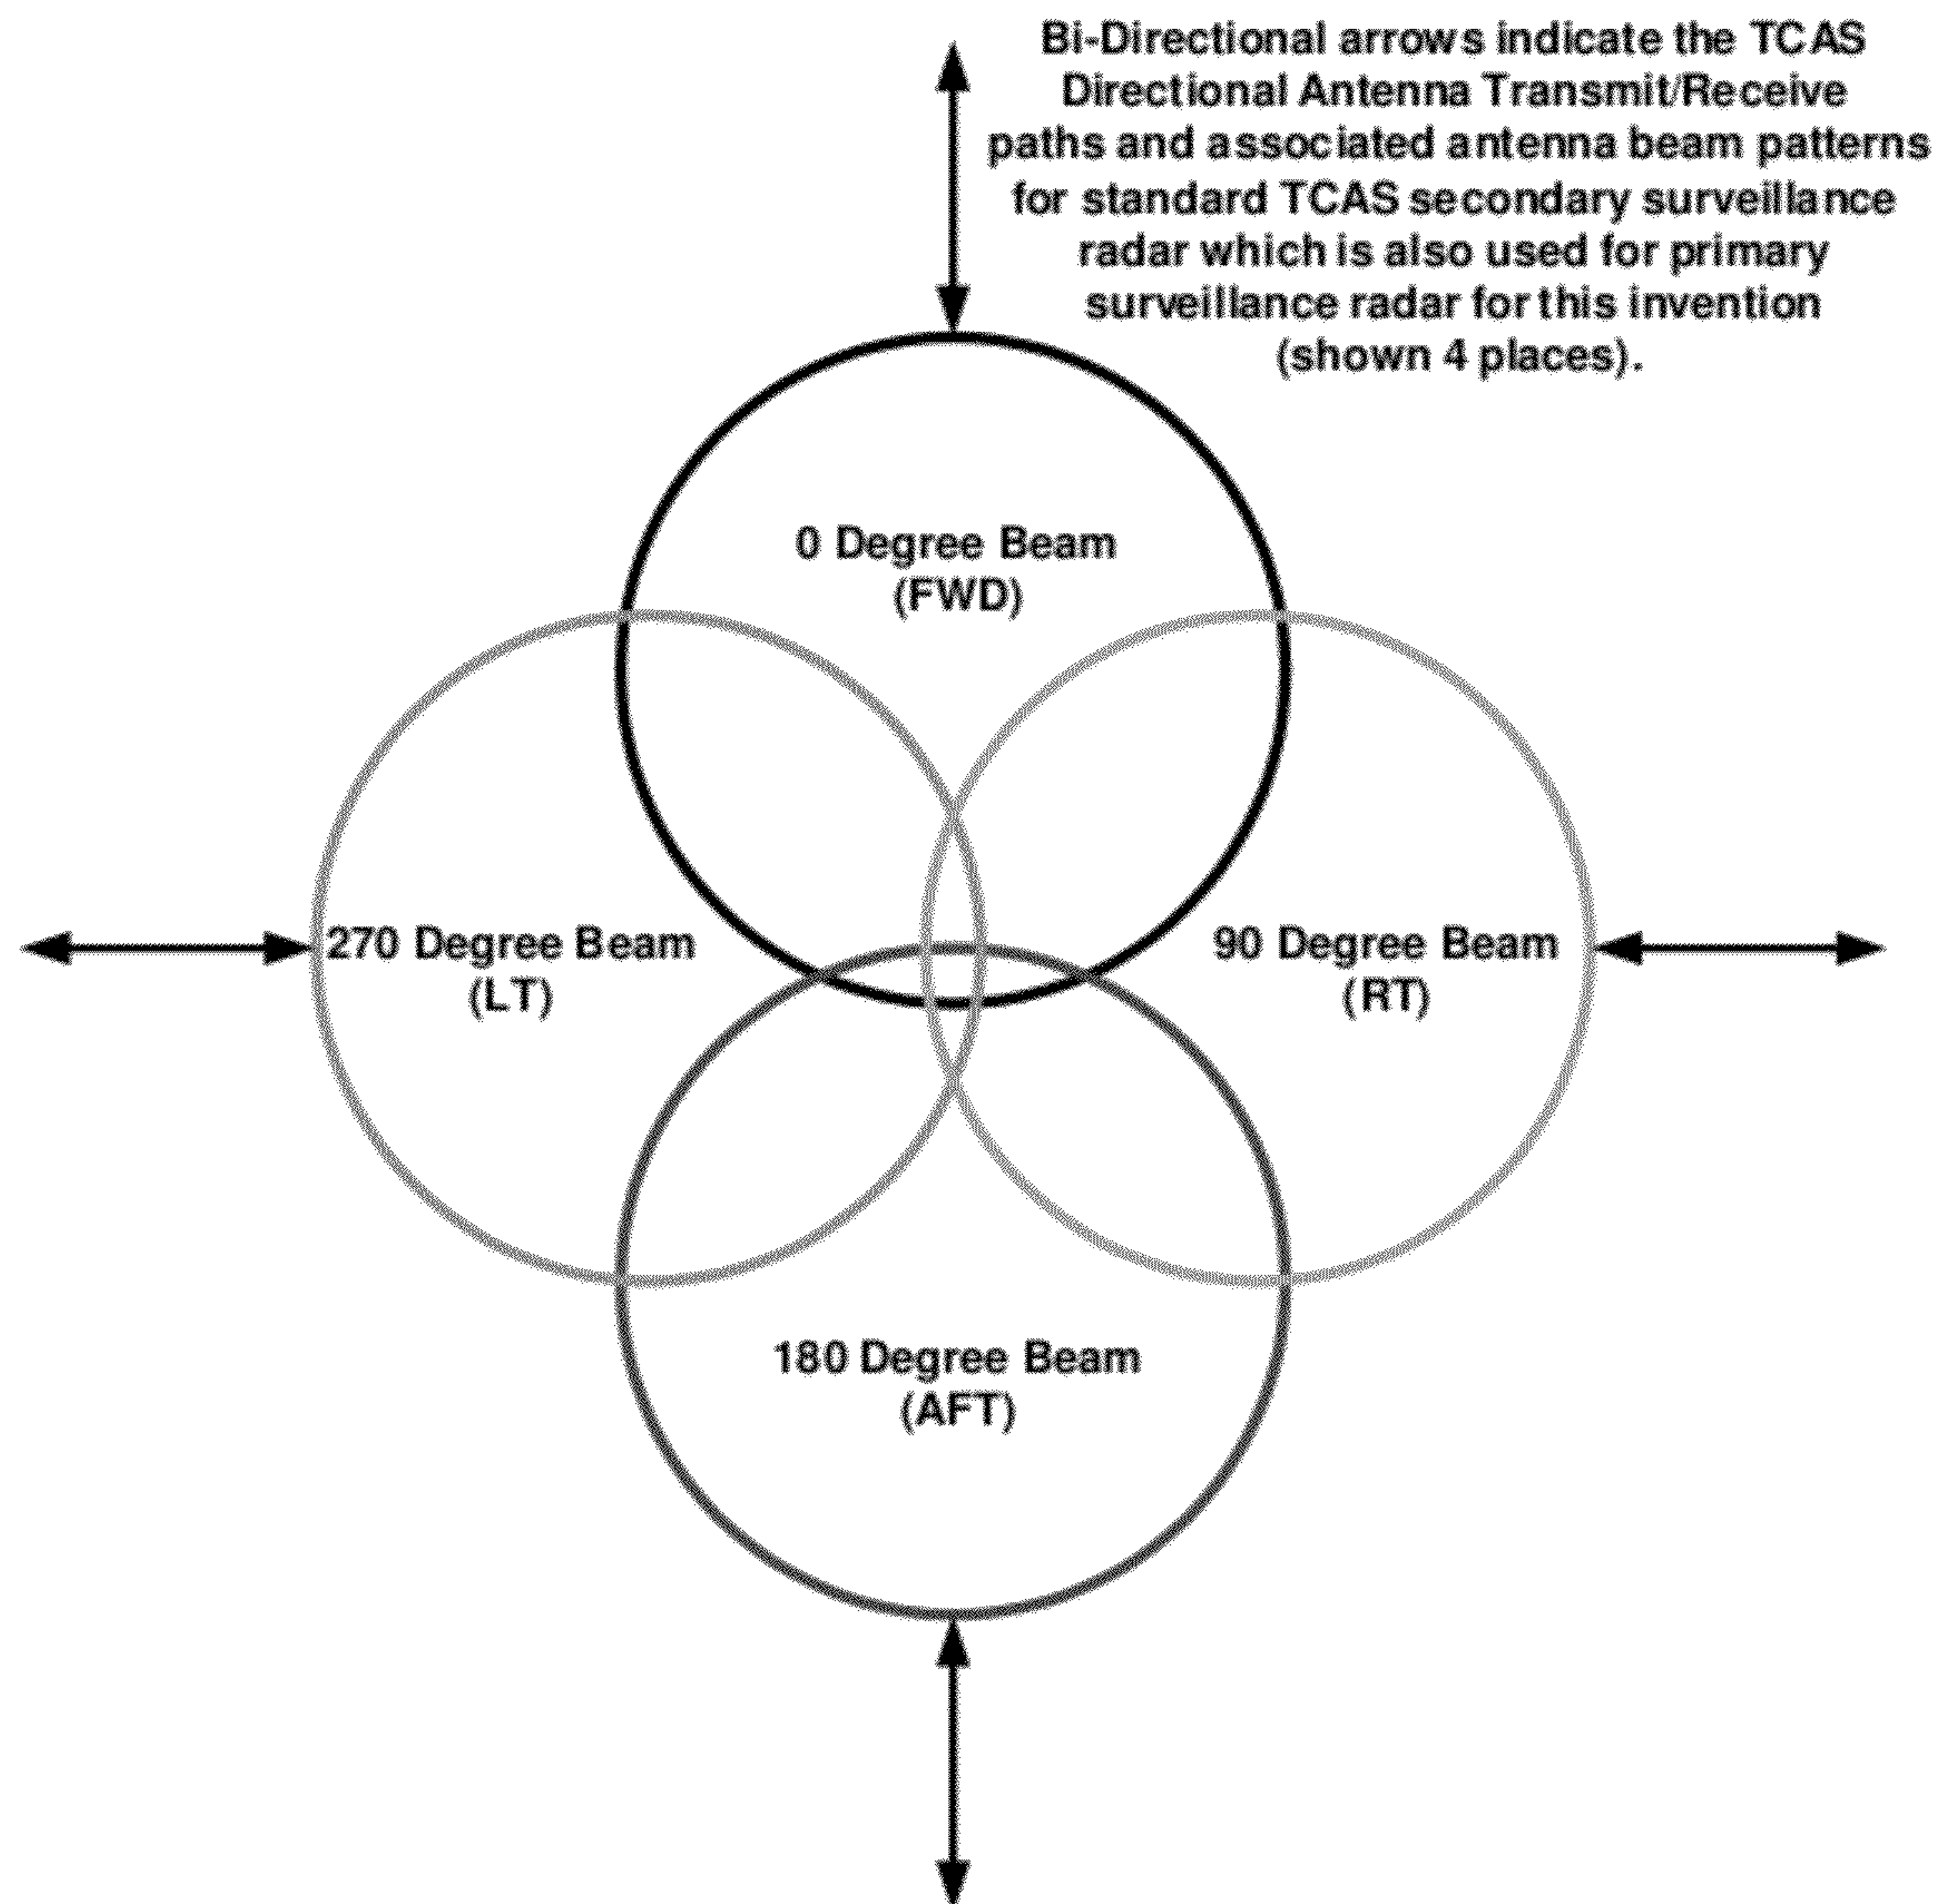 Bi-Directional arrows indicate the TCAS
Directional Antenna Transmit/Receive
paths and associated antenna beam patterns
for standard TCAS secondary surveillance
radar which is also used for primary
surveillance radar for this invention
(shown 4 places).
0 Degree Beam
(FWD)
270 Degree Beam
(LT)
90 Degree Beam
(RT)
180 Degree Beam
(AFT)